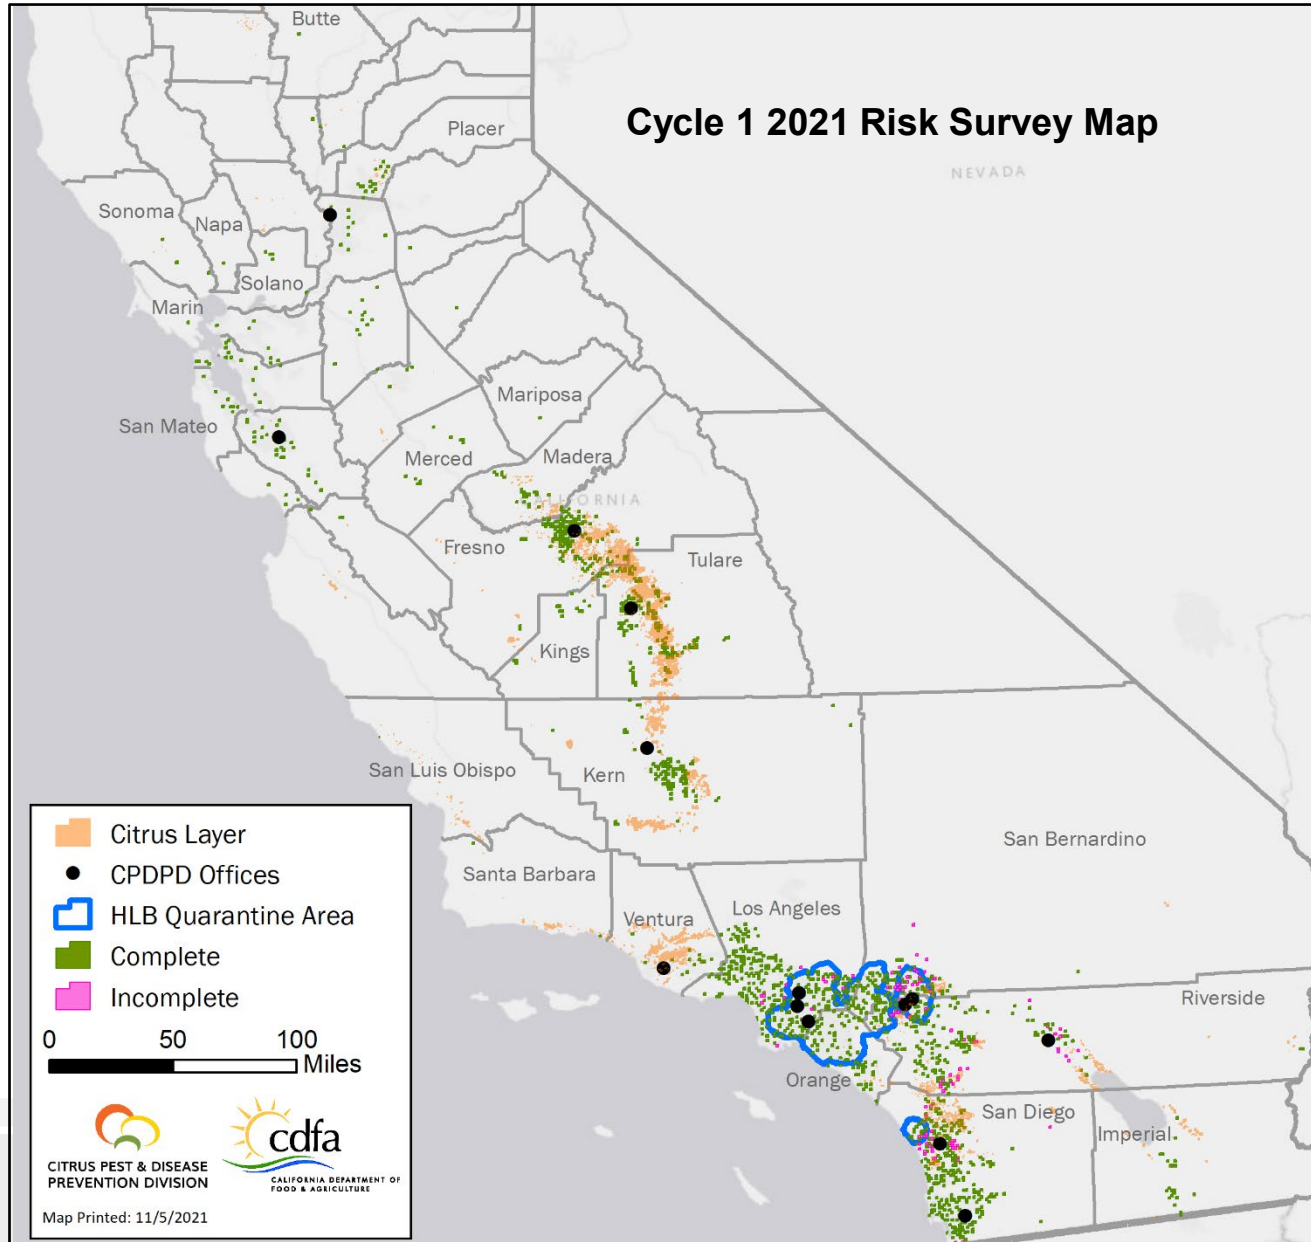 Cycle 1 2021 Risk Survey Map
Butte
Placer
NEVADA
Sonoma
Napa
Solano
Marin
San Mateo
Mariposa
Merced
Madera
CALIFORNIA
Fresno
Tulare
Kings
San Luis Obispo
Kern
San Bernardino
Santa Barbara
Ventura
Los Angeles
Riverside
Orange
San Diego
Imperial
Citrus Layer
CPDPD Offices
HLB Quarantine Area
Complete
Incomplete
0 50 100
Miles
CITRUS PEST & DISEASE
PREVENTION DIVISION
cdfa
CALIFORNIA DEPARTMENT OF
FOOD & AGRICULTURE
Map Printed: 11/5/2021